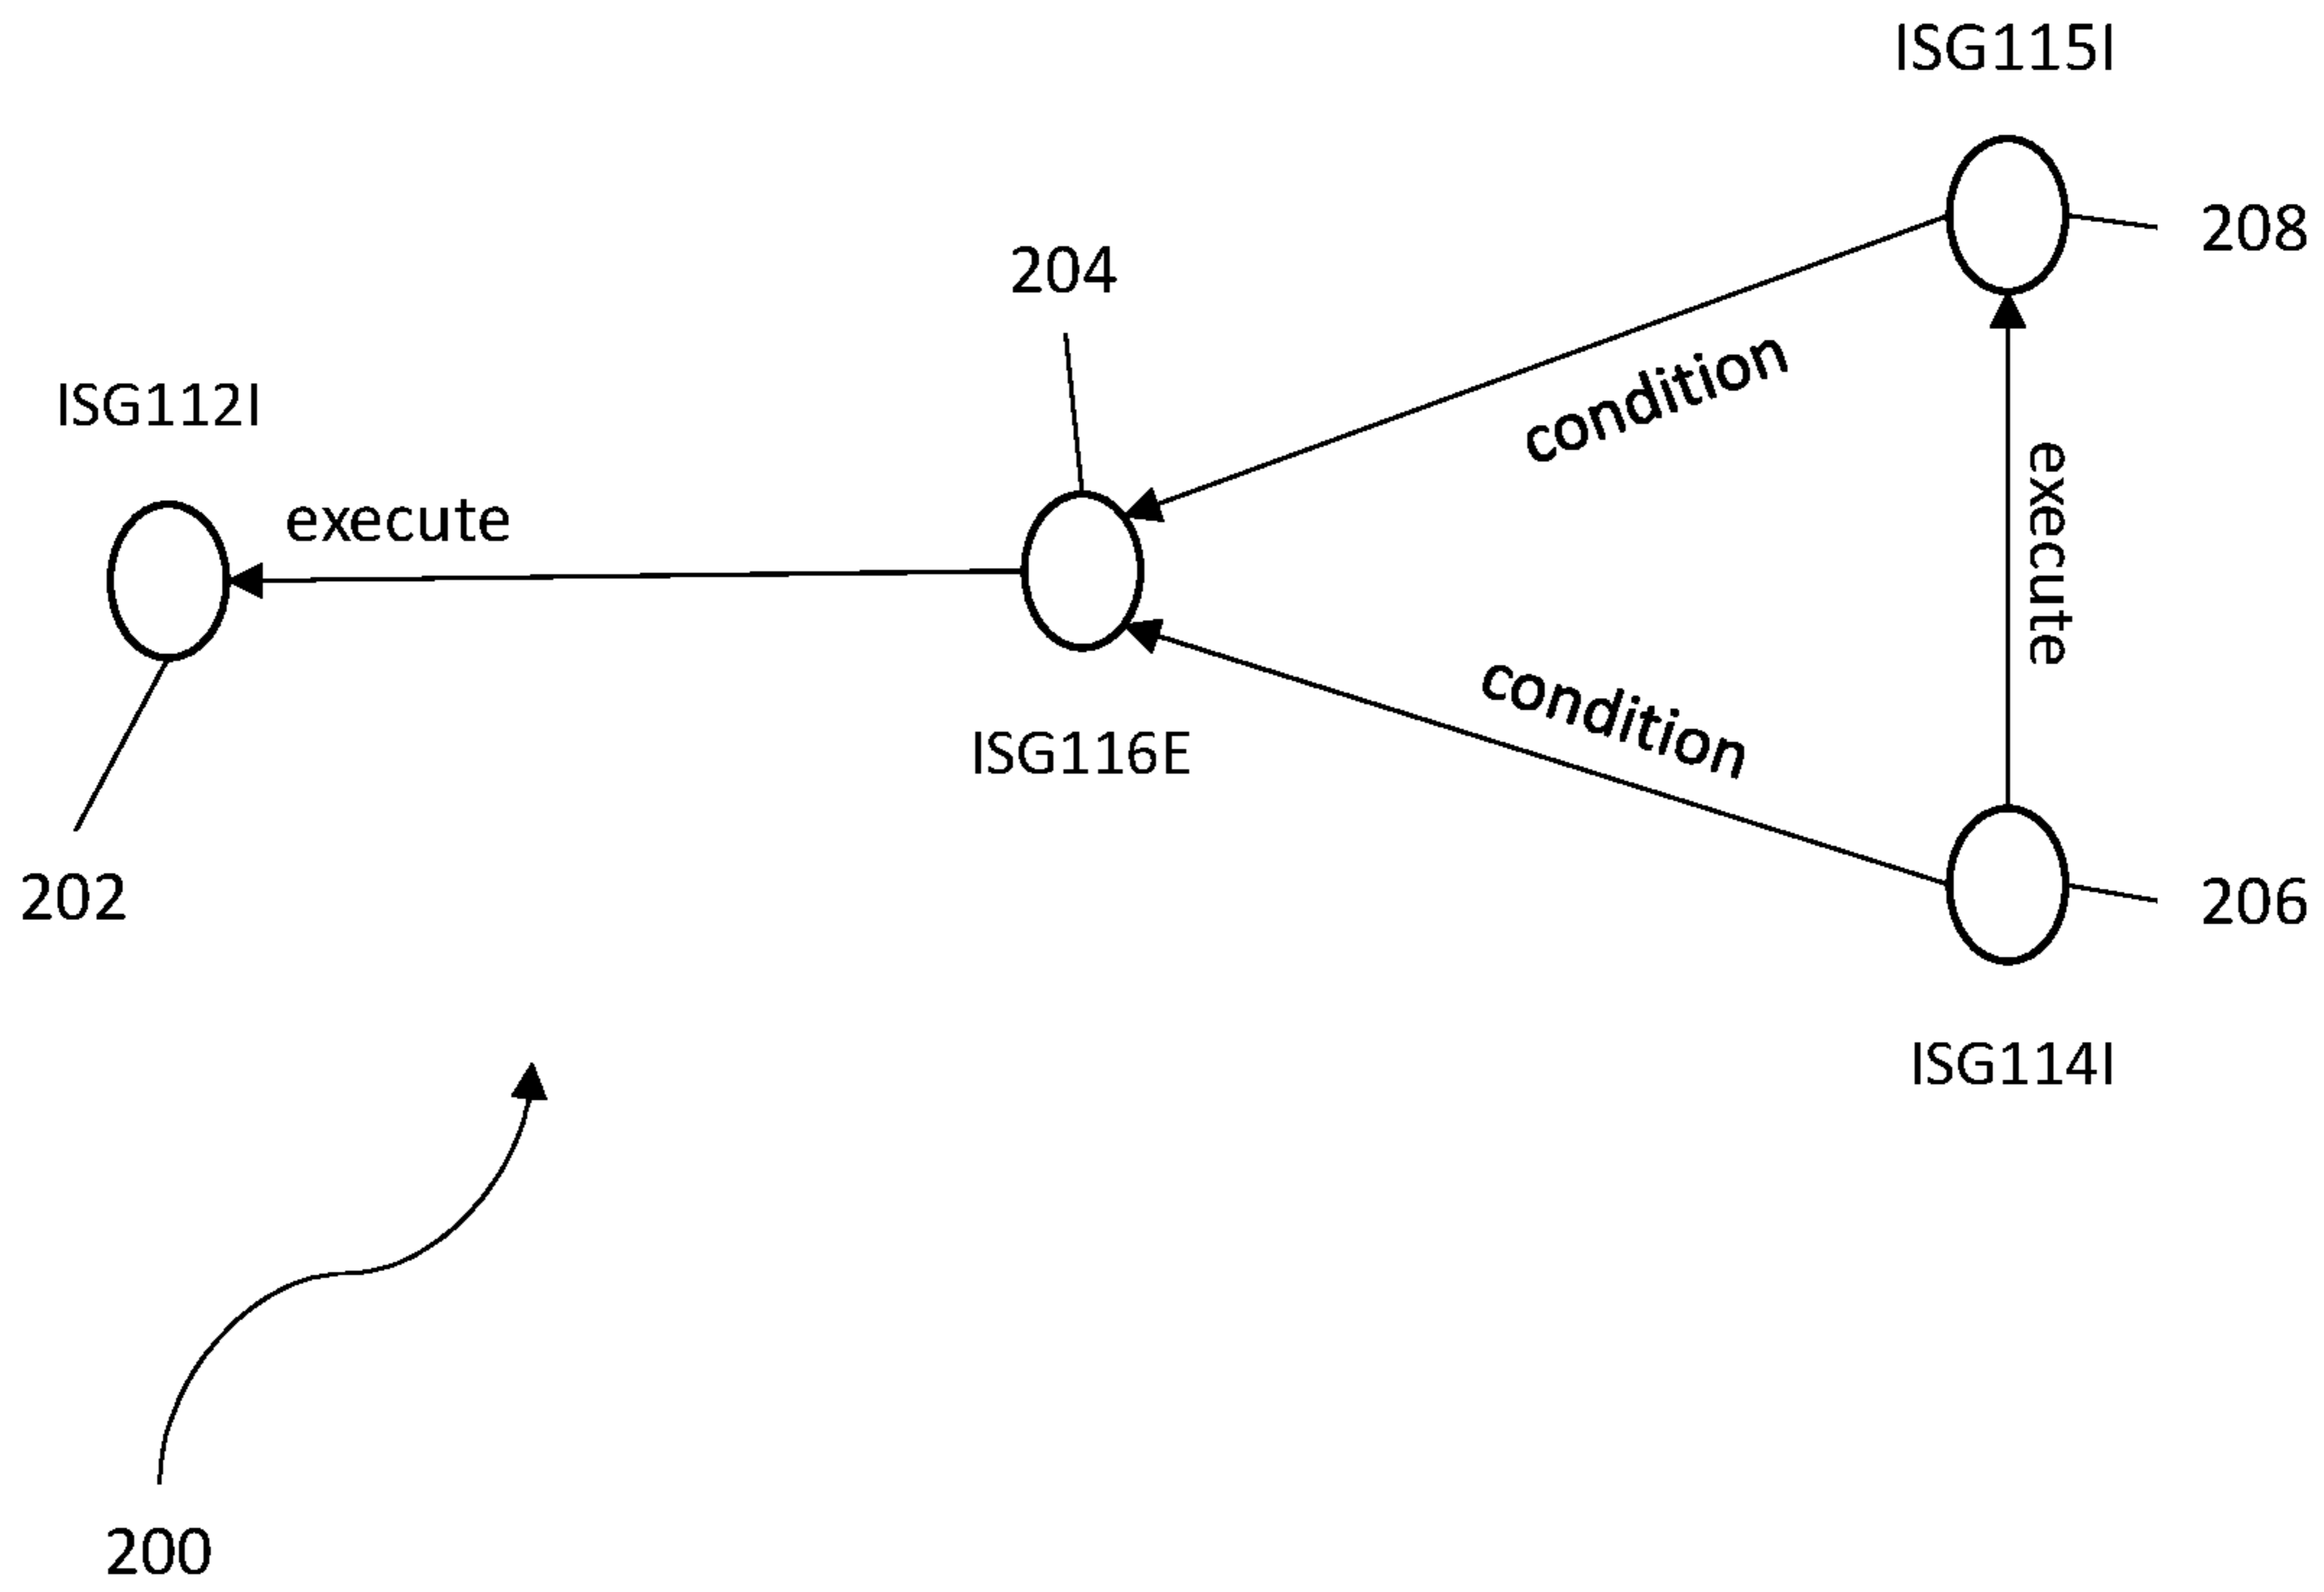 ISG115I
208
204
condition
ISG112I
execute
execute
condition
ISG116E
202
206
ISG114I
200